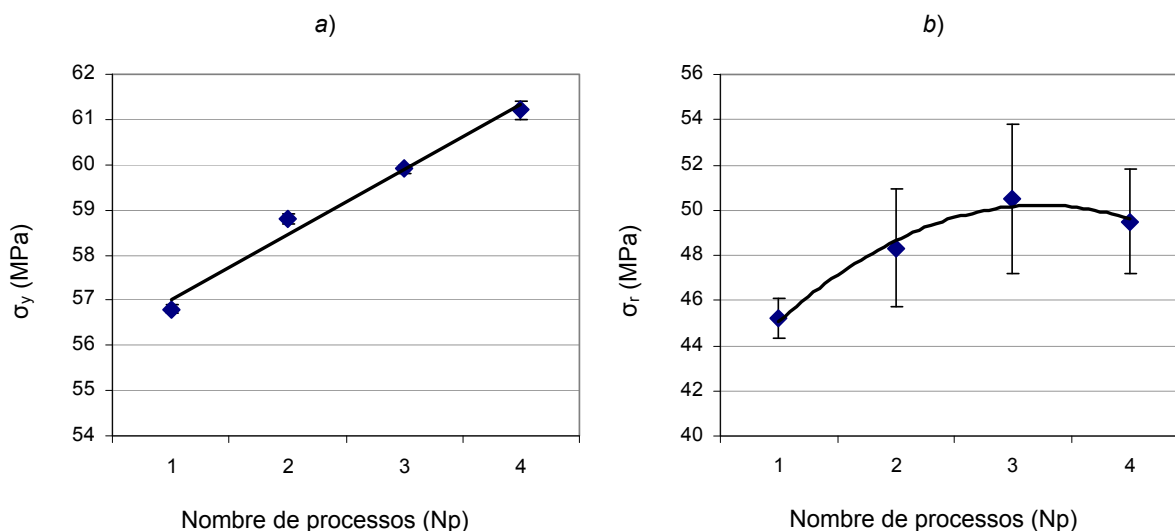 a)
62
61
60
59
58
57
56
55
54
σy (MPa)
1 2 3 4
Nombre de processos (Np)
b)
56
54
52
50
48
46
44
42
40
σr (MPa)
1 2 3 4
Nombre de processos (Np)